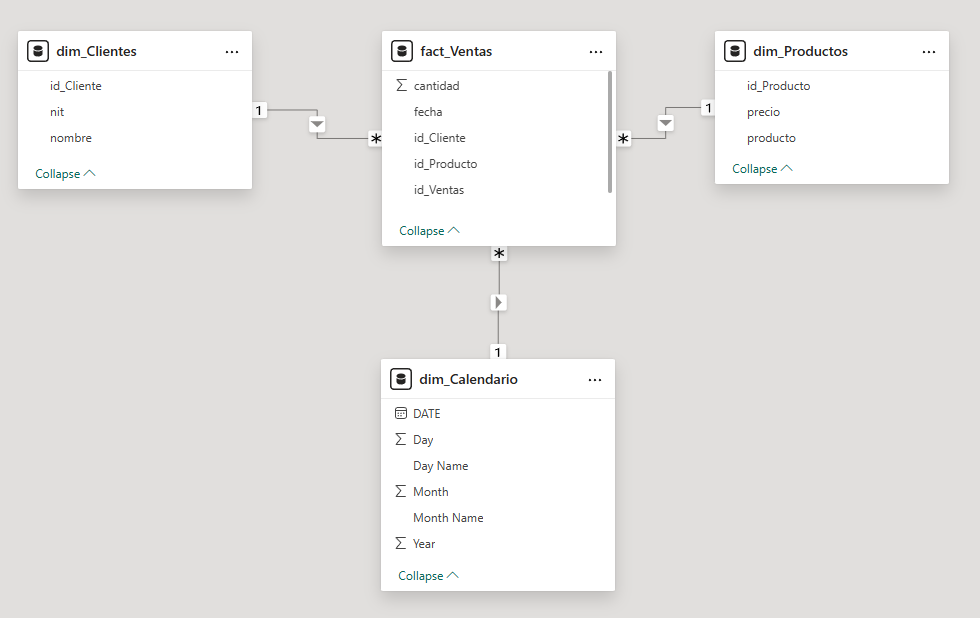 dim_Clientes
id_Cliente
nit
nombre
Collapse
1
*
fact_Ventas
cantidad
fecha
id_Cliente
id_Producto
id_Ventas
Collapse
*
1
dim_Productos
id_Producto
precio
producto
Collapse
*
1
dim_Calendario
DATE
Day
Day Name
Month
Month Name
Year
Collapse